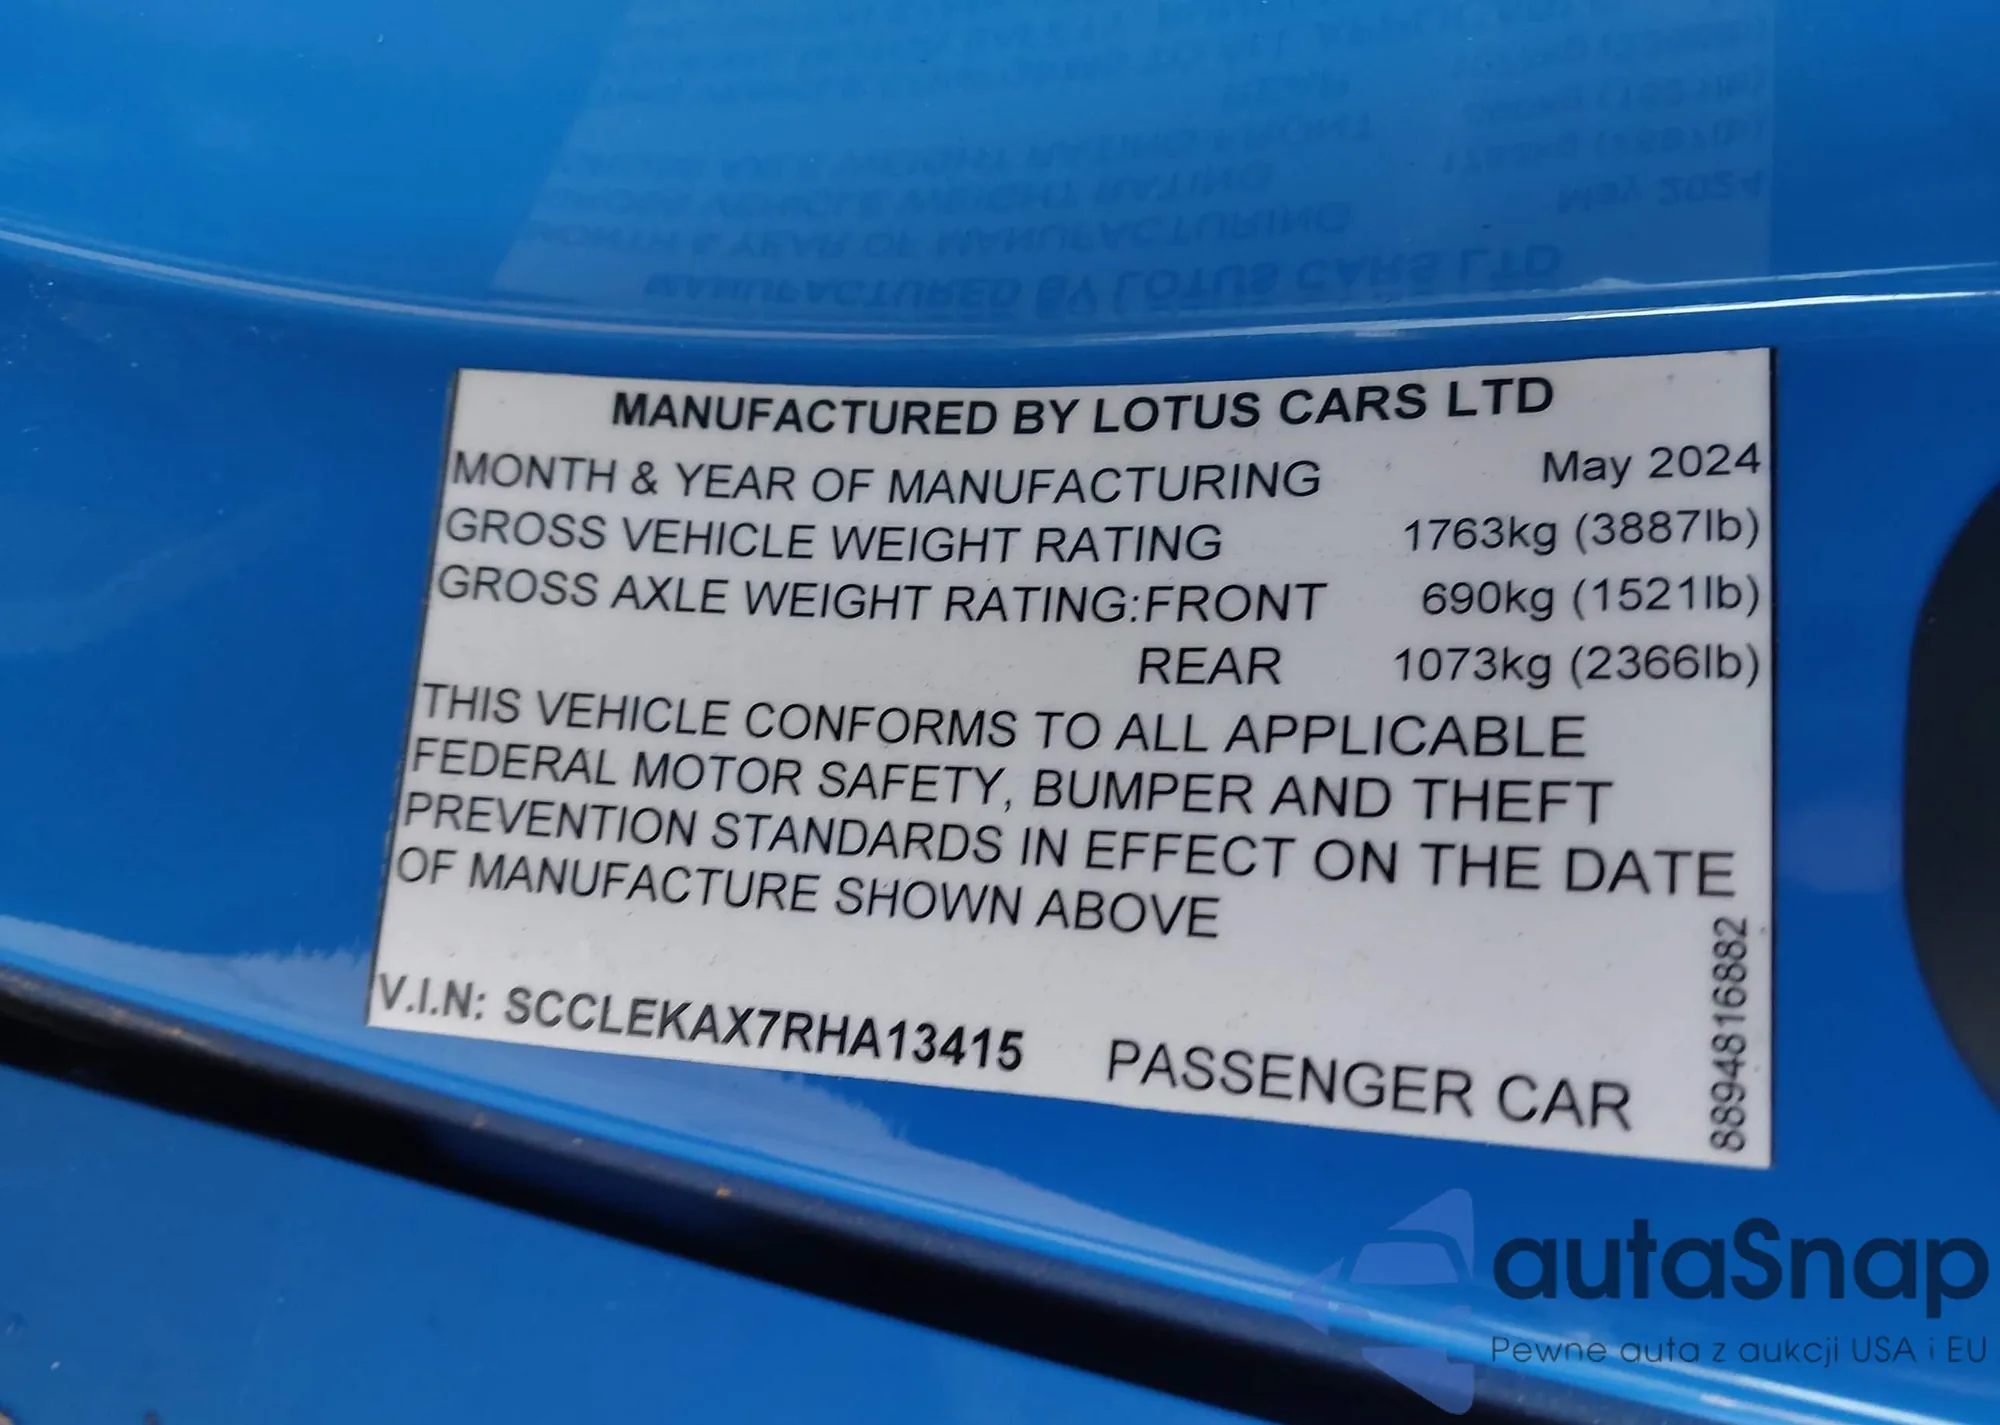 MANUFACTURED BY LOTUS CARS LTD
MONTH & YEAR OF MANUFACTURING May 2024
GROSS VEHICLE WEIGHT RATING 1763kg (3887lb)
GROSS AXLE WEIGHT RATING:FRONT 690kg (1521lb)
REAR 1073kg (2366lb)
THIS VEHICLE CONFORMS TO ALL APPLICABLE
FEDERAL MOTOR SAFETY, BUMPER AND THEFT
PREVENTION STANDARDS IN EFFECT ON THE DATE
OF MANUFACTURE SHOWN ABOVE
V.I.N: SCCLEKAX7RHA13415 PASSENGER CAR
8894816882
autaSnap
Pewne auta z aukcji USA i EU